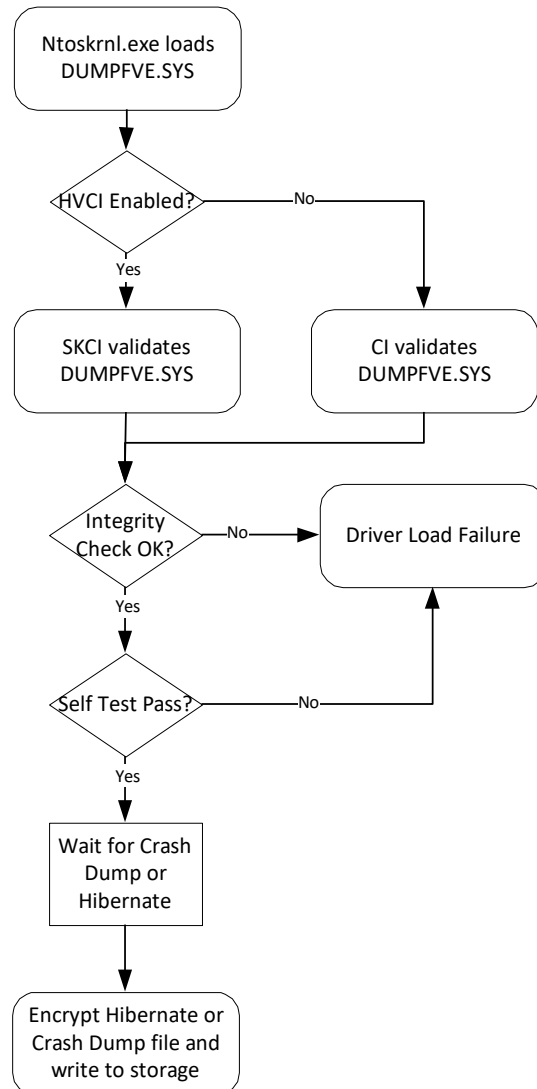 Ntoskrnl.exe loads
DUMPFVE.SYS
HVCI Enabled?
No
Yes
SKCI validates
DUMPFVE.SYS
CI validates
DUMPFVE.SYS
Integrity
Check OK?
No
Driver Load Failure
Yes
Self Test Pass?
No
Yes
Wait for Crash
Dump or
Hibernate
Encrypt Hibernate or
Crash Dump file and
write to storage